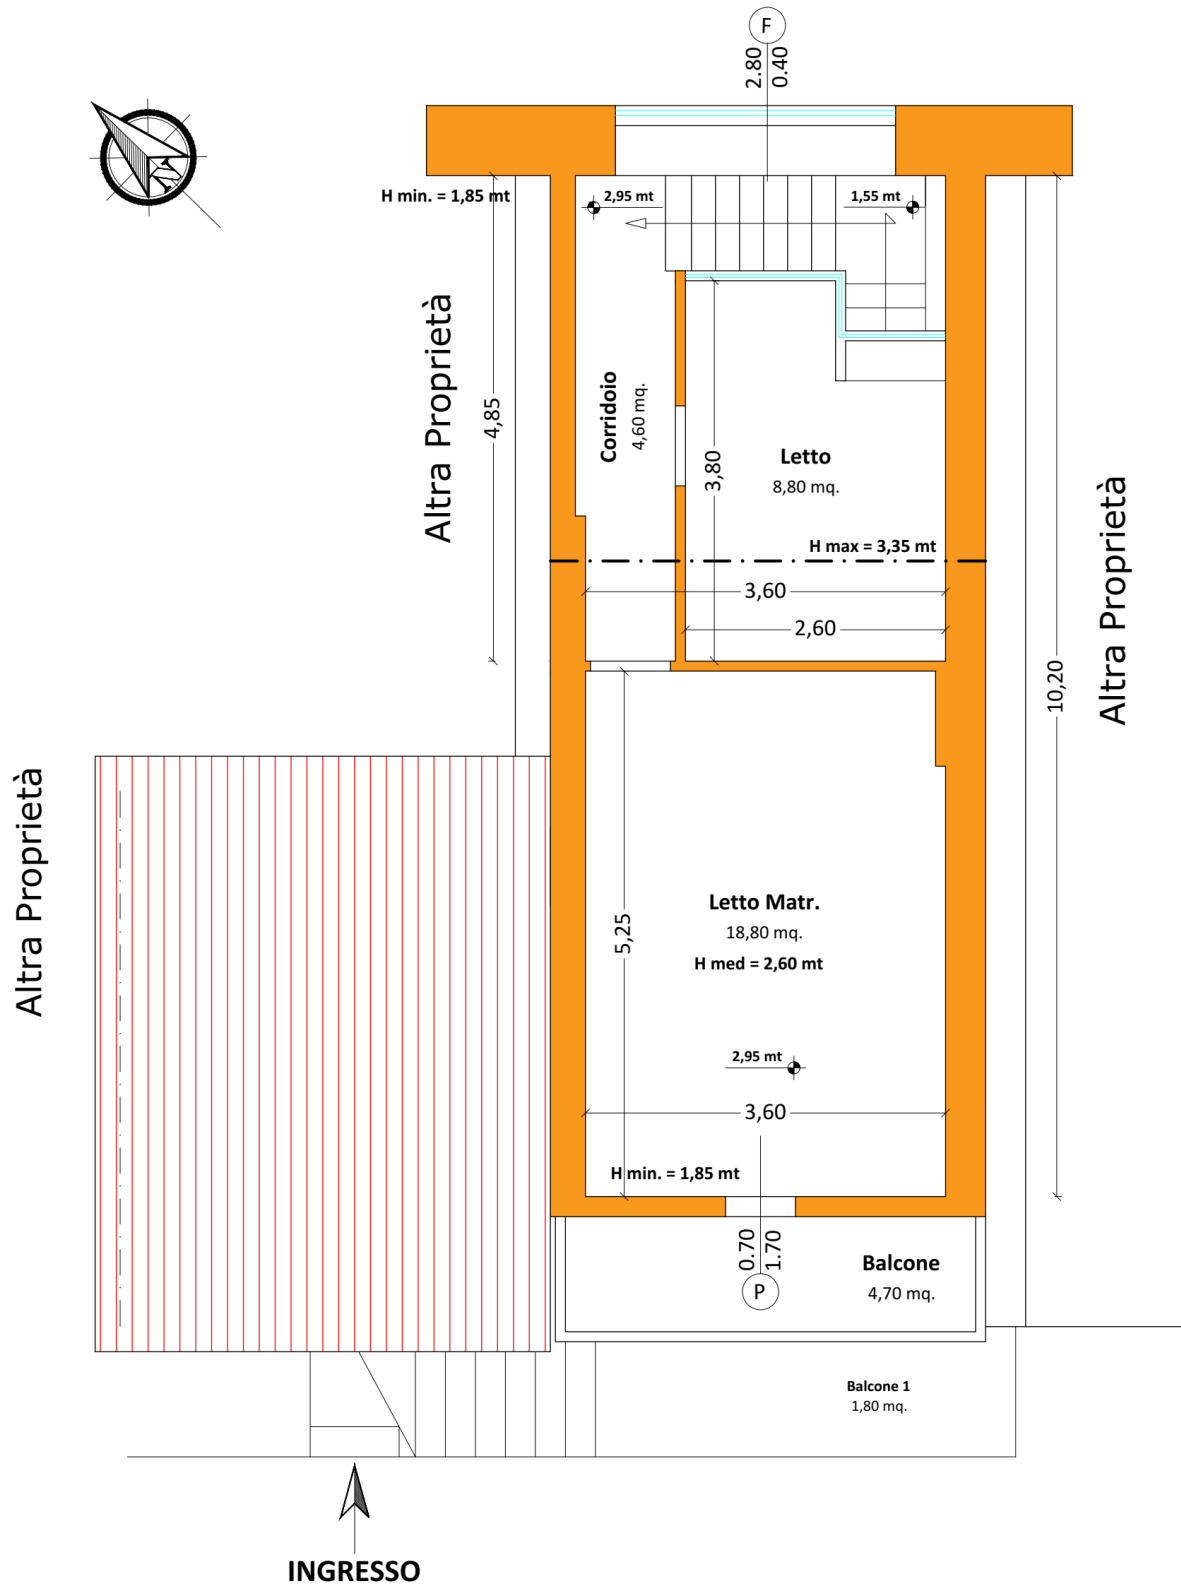 F
2.80
0.40
N
H min. = 1,85 mt
2,95 mt
1,55 mt
Altra Proprietà
4,85
Corridoio
4,60 mq.
3,80
Letto
8,80 mq.
H max = 3,35 mt
3,60
2,60
Altra Proprietà
10,20
Altra Proprietà
5,25
Letto Matr.
18,80 mq.
H med = 2,60 mt
2,95 mt
3,60
H min. = 1,85 mt
0.70
1.70
P
Balcone
4,70 mq.
Balcone 1
1,80 mq.
INGRESSO